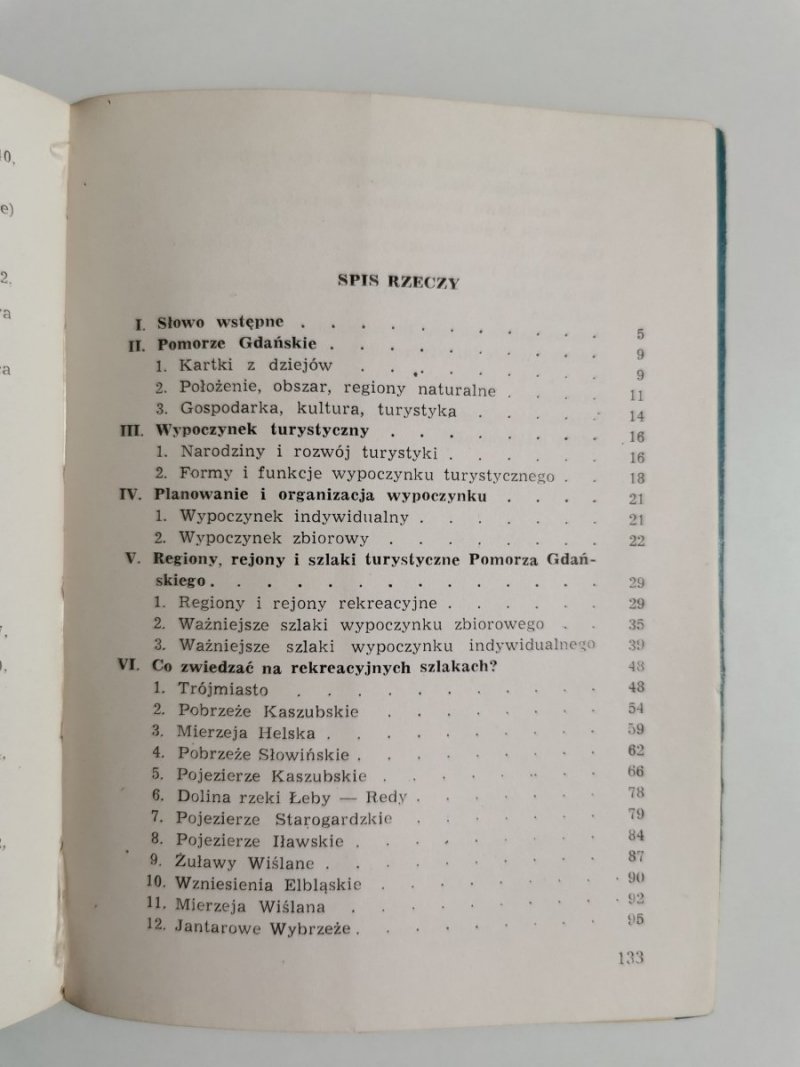 0,
e)
2.
a
a
SPIS RZECZY
I. Słowo wstępne . . . . . . . . . . . 5
II. Pomorze Gdańskie . . . . . . . . . . 9
1. Kartki z dziejów . . . . . . . . . 9
2. Położenie, obszar, regiony naturalne . . . . 11
3. Gospodarka, kultura, turystyka . . . . . 14
III. Wypoczynek turystyczny . . . . . . . . 16
1. Narodziny i rozwój turystyki . . . . . . 16
2. Formy i funkcje wypoczynku turystycznego . . 18
IV. Planowanie i organizacja wypoczynku . . . . 21
1. Wypoczynek indywidualny . . . . . . . 21
2. Wypoczynek zbiorowy . . . . . . . . 22
V. Regiony, rejony i szlaki turystyczne Pomorza Gdań-
skiego . . . . . . . . . . . . . . 29
1. Regiony i rejony rekreacyjne . . . . . . 29
2. Ważniejsze szlaki wypoczynku zbiorowego . . 35
3. Ważniejsze szlaki wypoczynku indywidualnego 39
VI. Co zwiedzać na rekreacyjnych szlakach? 48
1. Trójmiasto . . . . . . . . . . . 48
2. Pobrzeże Kaszubskie . . . . . . . . 54
3. Mierzeja Helska . . . . . . . . . . 59
4. Pobrzeże Słowińskie . . . . . . . . . 62
5. Pojezierze Kaszubskie . . . . . . . . 66
6. Dolina rzeki Łeby — Redy . . . . . . . 78
7. Pojezierze Starogardzkie . . . . . . . 79
8. Pojezierze Iławskie . . . . . . . . . 84
9. Żuławy Wiślane . . . . . . . . . . 87
10. Wzniesienia Elbląskie . . . . . . . . 90
11. Mierzeja Wiślana . . . . . . . . . 92
12. Jantarowe Wybrzeże . . . . . . . . . 95
133